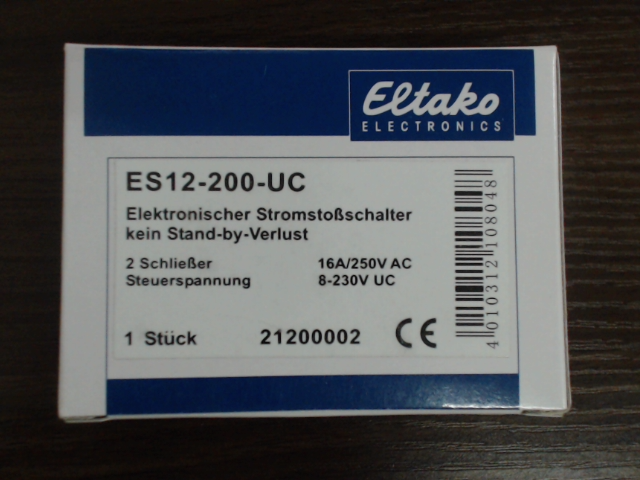 Eltako
ELECTRONICS
ES12-200-UC
Elektronischer Stromstoßschalter
kein Stand-by-Verlust
2 Schließer 16A/250V AC
Steuerspannung 8-230V UC
1 Stück 21200002 CE
4010312108048